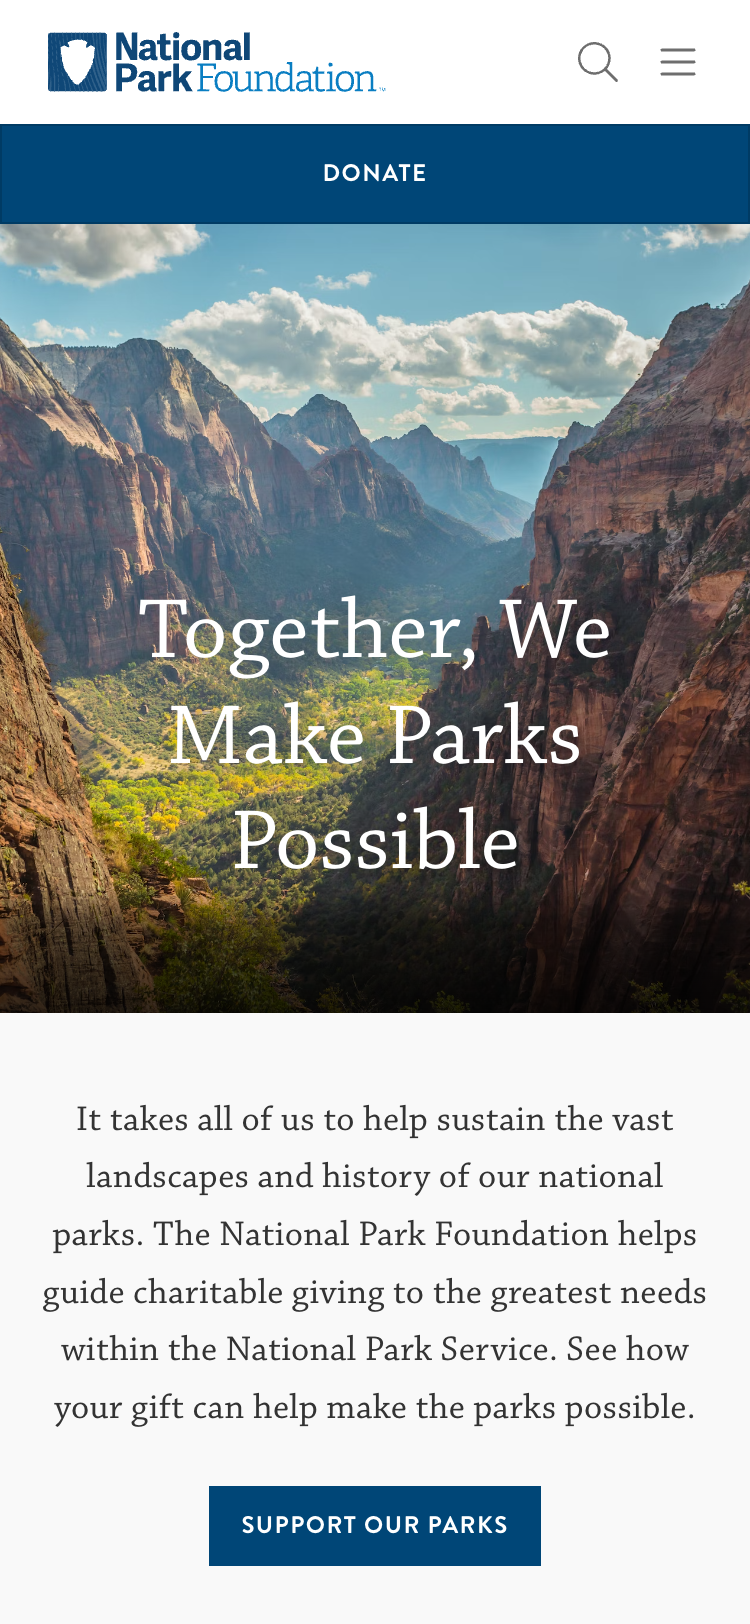 National
Park Foundation™
DONATE
Together, We
Make Parks
Possible
It takes all of us to help sustain the vast
landscapes and history of our national
parks. The National Park Foundation helps
guide charitable giving to the greatest needs
within the National Park Service. See how
your gift can help make the parks possible.
SUPPORT OUR PARKS